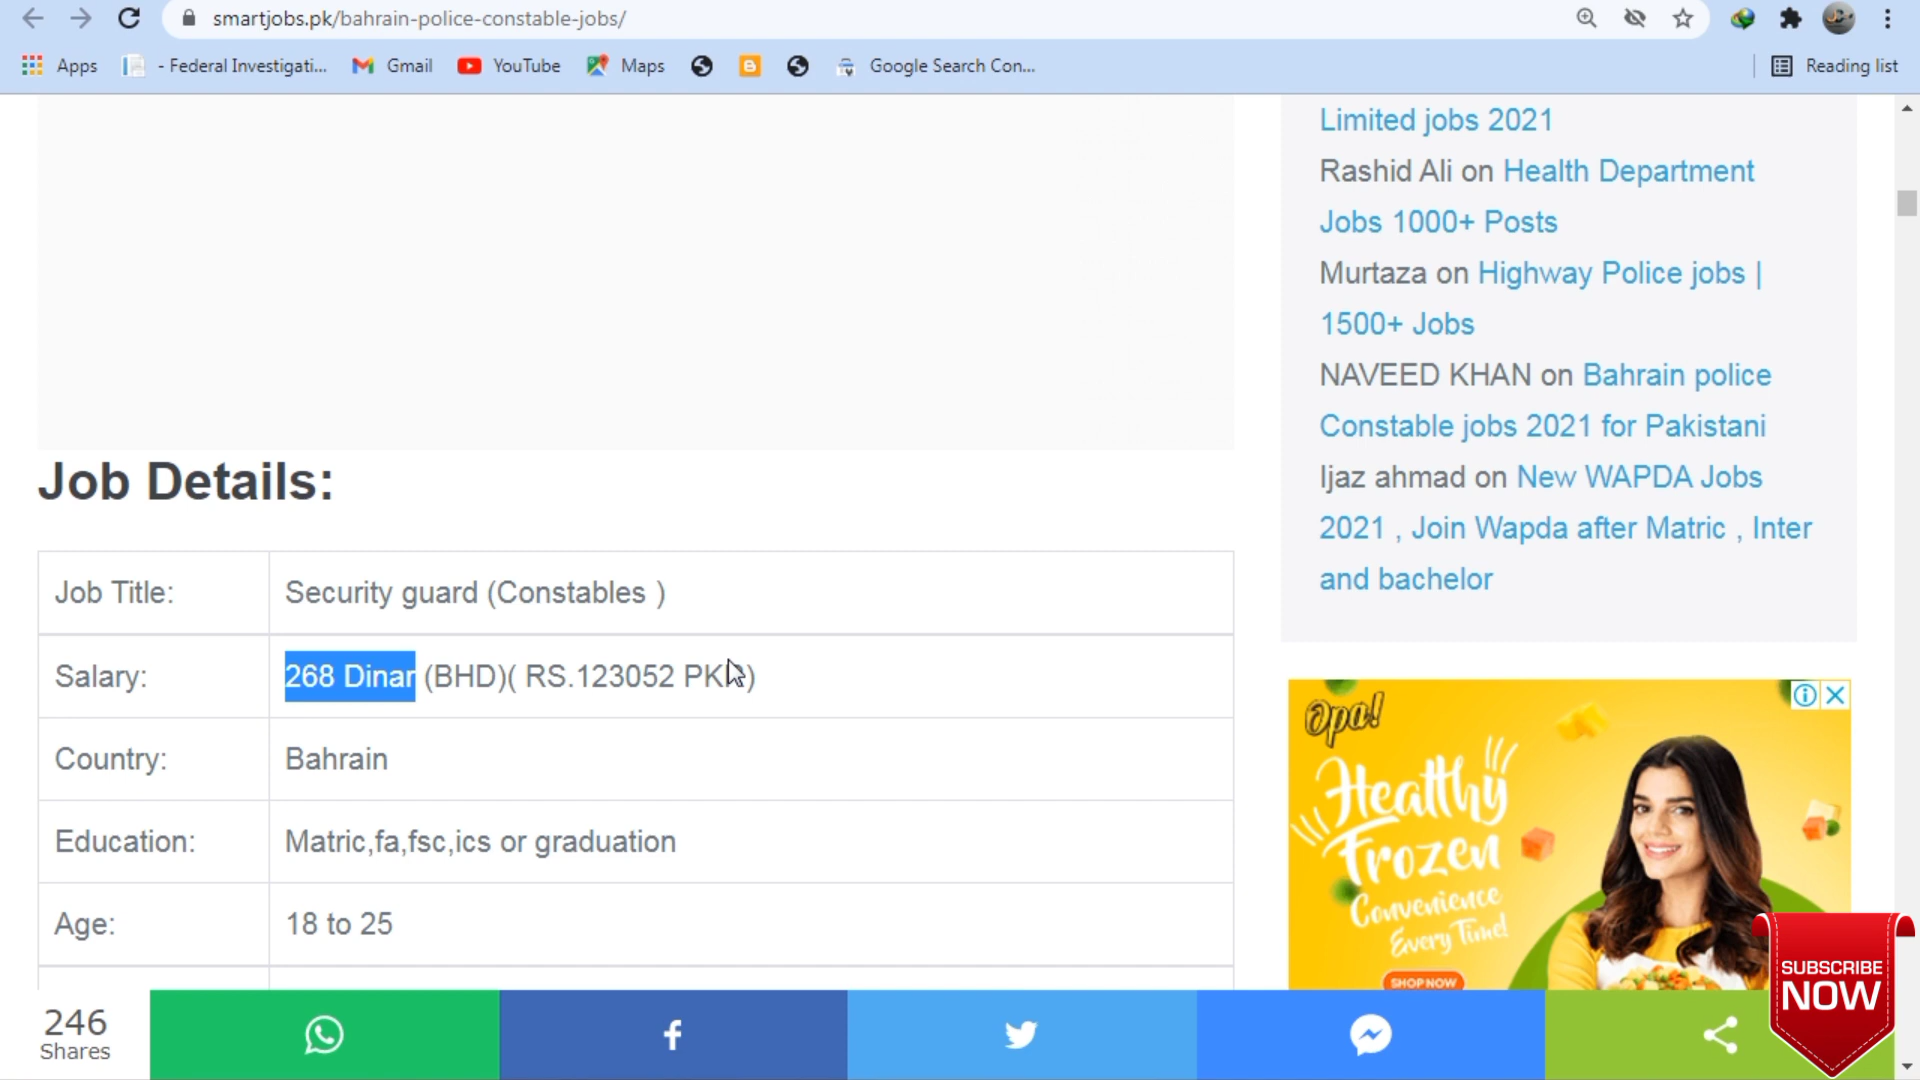 smartjobs.pk/bahrain-police-constable-jobs/
Apps
- Federal Investigati...
Gmail
YouTube
Maps
Google Search Con...
Reading list
Limited jobs 2021
Rashid Ali on Health Department
Jobs 1000+ Posts
Murtaza on Highway Police jobs |
1500+ Jobs
NAVEED KHAN on Bahrain police
Constable jobs 2021 for Pakistani
Ijaz ahmad on New WAPDA Jobs
2021 , Join Wapda after Matric , Inter
and bachelor
Job Details:
Job Title: Security guard (Constables )
Salary: 268 Dinar (BHD)( RS.123052 PKR)
Country: Bahrain
Education: Matric,fa,fsc,ics or graduation
Age: 18 to 25
Opa!
Healthy
Frozen
Convenience
Every Time!
SHOP NOW
246
Shares
SUBSCRIBE
NOW